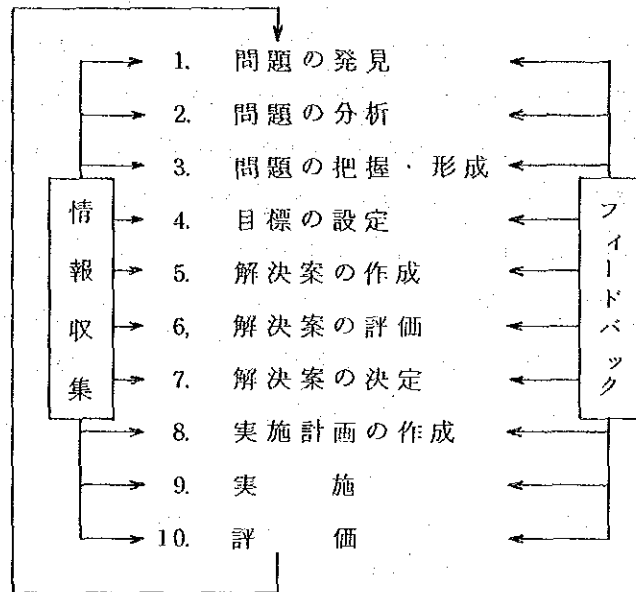 1. 問題の発見
2. 問題の分析
3. 問題の把握・形成
4. 目標の設定
5. 解決案の作成
6, 解決案の評価
7. 解決案の決定
8. 実施計画の作成
9. 実施
10. 評価
情報収集
フィードバック